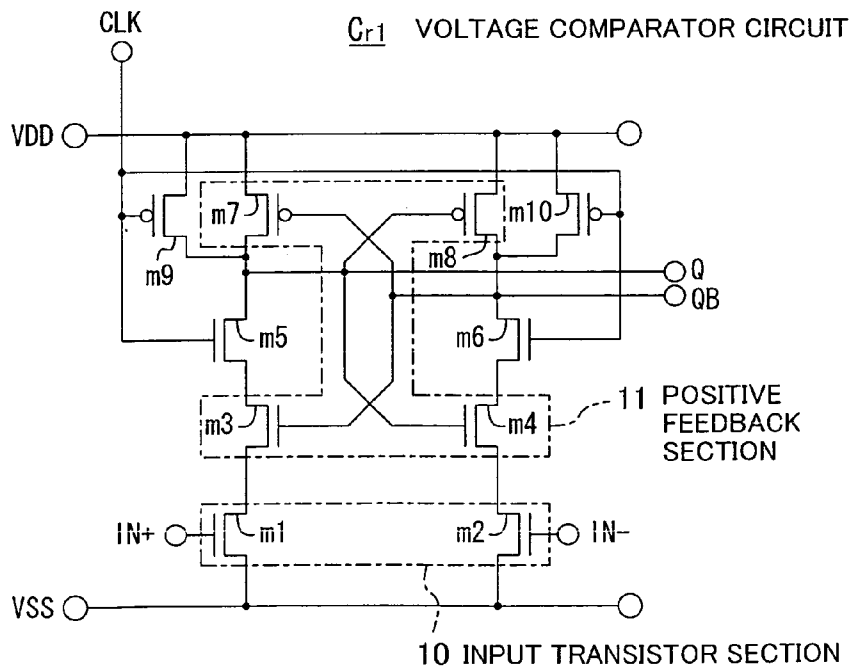 Cr1 VOLTAGE COMPARATOR CIRCUIT
CLK
VDD
m7
m10
m9
m8
Q
QB
m5
m6
m3
m4
11 POSITIVE
FEEDBACK
SECTION
IN+
m1
m2
IN-
VSS
10 INPUT TRANSISTOR SECTION